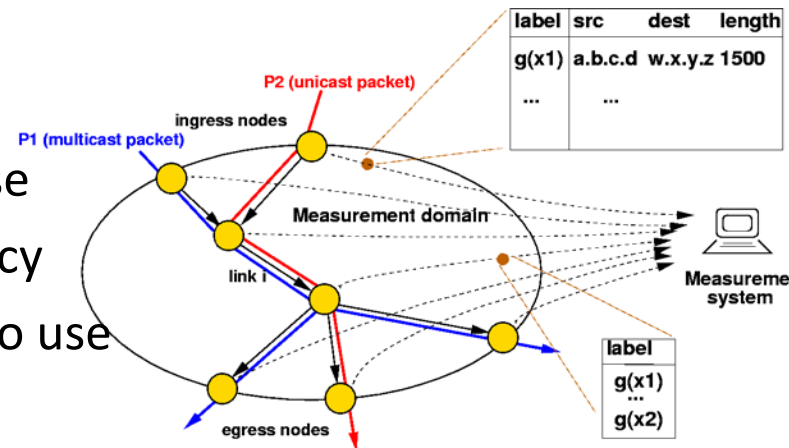 label src dest length
g(x1) a.b.c.d w.x.y.z 1500
... ...
P2 (unicast packet)
ingress nodes
P1 (multicast packet)
Measurement domain
link i
system
label
g(x1)
...
g(x2)
egress nodes
cy
o use